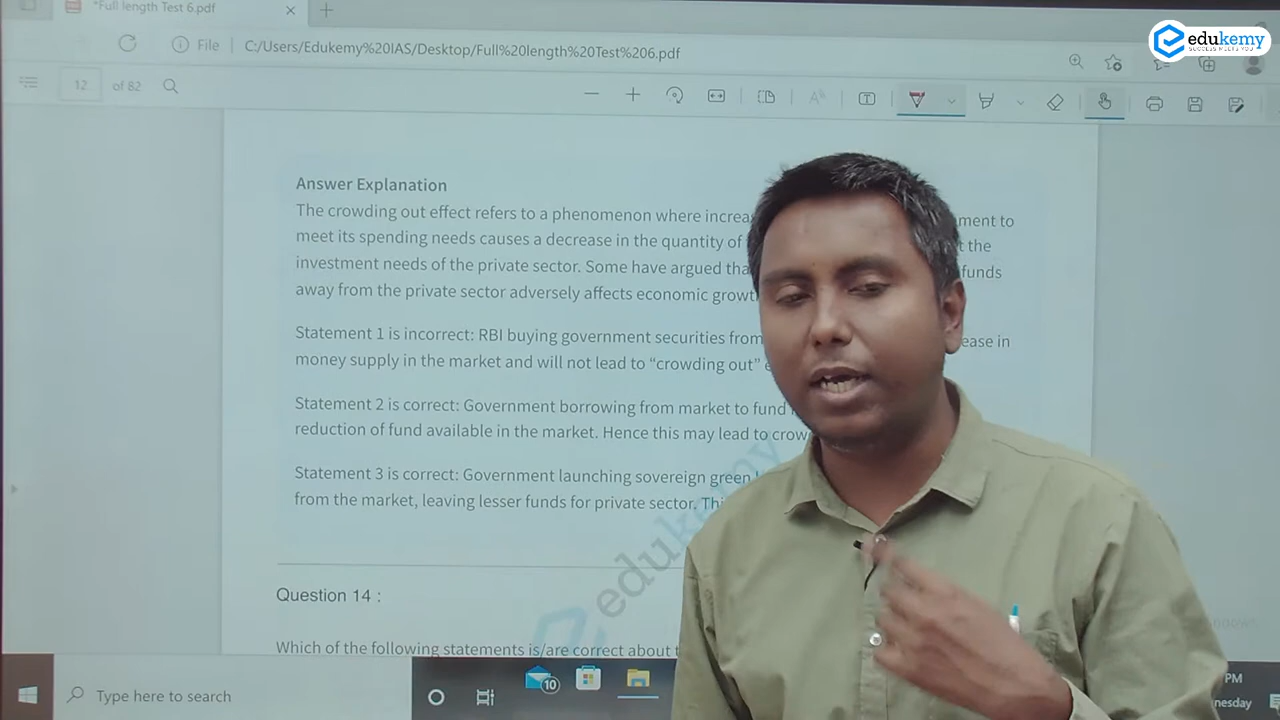 *Full length Test 6.pdf
edukemy
SUCCESS MEETS YOU
File
C:/Users/Edukemy%20IAS/Desktop/Full%20length%20Test%206.pdf
12
of 82
Answer Explanation
The crowding out effect refers to a phenomenon where increa ment to
meet its spending needs causes a decrease in the quantity of t the
investment needs of the private sector. Some have argued tha funds
away from the private sector adversely affects economic growt
Statement 1 is incorrect: RBI buying government securities from ease in
money supply in the market and will not lead to “crowding out”
Statement 2 is correct: Government borrowing from market to fund
reduction of fund available in the market. Hence this may lead to crow
Statement 3 is correct: Government launching sovereign green
from the market, leaving lesser funds for private sector. Thi
edukemy
Question 14 :
Which of the following statements is/are correct about t
Type here to search
10
PM
nesday